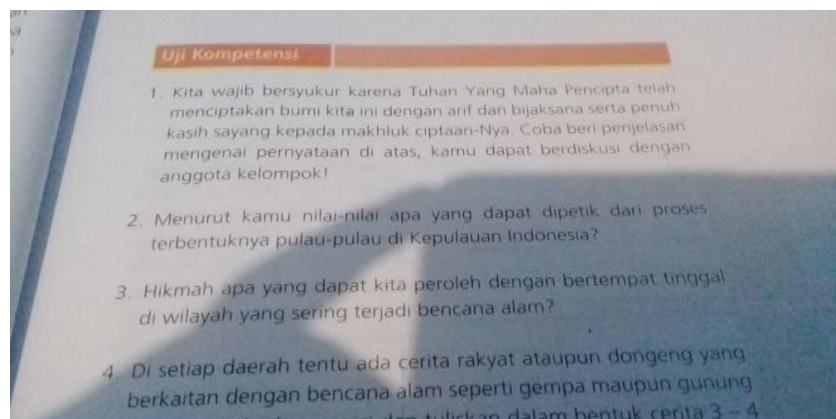 Uji Kompetensi
1. Kita wajib bersyukur karena Tuhan Yang Maha Pencipta telah
menciptakan bumi kita ini dengan arif dan bijaksana serta penuh
kasih sayang kepada makhluk ciptaan-Nya. Coba beri penjelasan
mengenai pernyataan di atas, kamu dapat berdiskusi dengan
anggota kelompok!
2. Menurut kamu nilai-nilai apa yang dapat dipetik dari proses
terbentuknya pulau-pulau di Kepulauan Indonesia?
3. Hikmah apa yang dapat kita peroleh dengan bertempat tinggal
di wilayah yang sering terjadi bencana alam?
4. Di setiap daerah tentu ada cerita rakyat ataupun dongeng yang
berkaitan dengan bencana alam seperti gempa maupun gunung
dan tuliskan dalam bentuk cerita 3 – 4